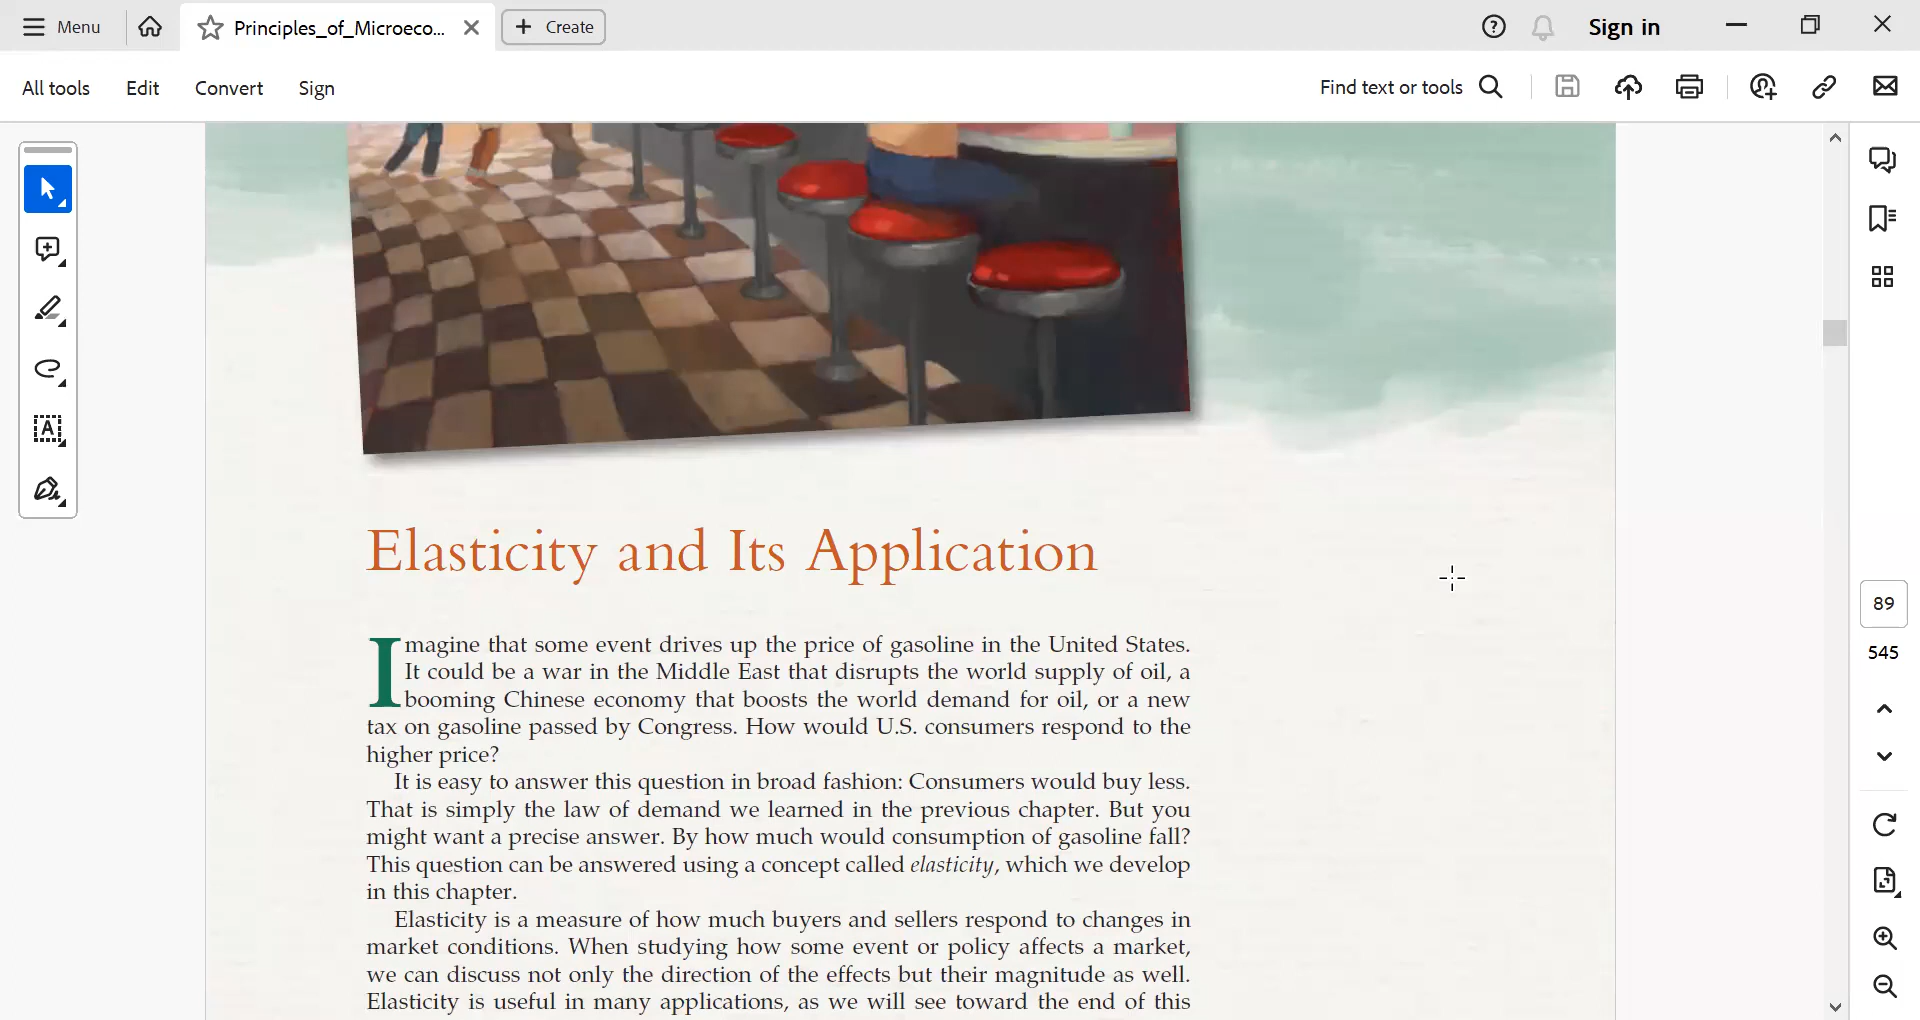 Menu
Principles_of_Microeco...
Create
Sign in
All tools
Edit
Convert
Sign
Find text or tools
Elasticity and Its Application
Imagine that some event drives up the price of gasoline in the United States.
It could be a war in the Middle East that disrupts the world supply of oil, a
booming Chinese economy that boosts the world demand for oil, or a new
tax on gasoline passed by Congress. How would U.S. consumers respond to the
higher price?
It is easy to answer this question in broad fashion: Consumers would buy less.
That is simply the law of demand we learned in the previous chapter. But you
might want a precise answer. By how much would consumption of gasoline fall?
This question can be answered using a concept called elasticity, which we develop
in this chapter.
Elasticity is a measure of how much buyers and sellers respond to changes in
market conditions. When studying how some event or policy affects a market,
we can discuss not only the direction of the effects but their magnitude as well.
Elasticity is useful in many applications, as we will see toward the end of this
89
545